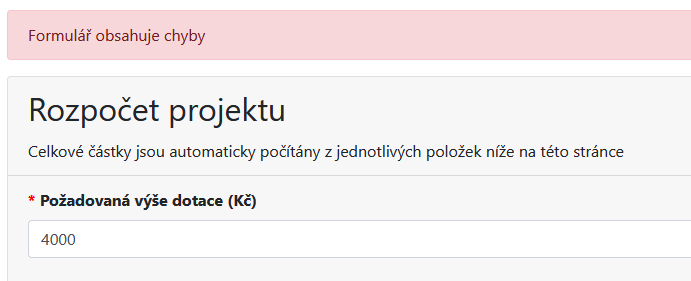 Formulář obsahuje chyby
Rozpočet projektu
Celkové částky jsou automaticky počítány z jednotlivých položek níže na této stránce
* Požadovaná výše dotace (Kč)
4000